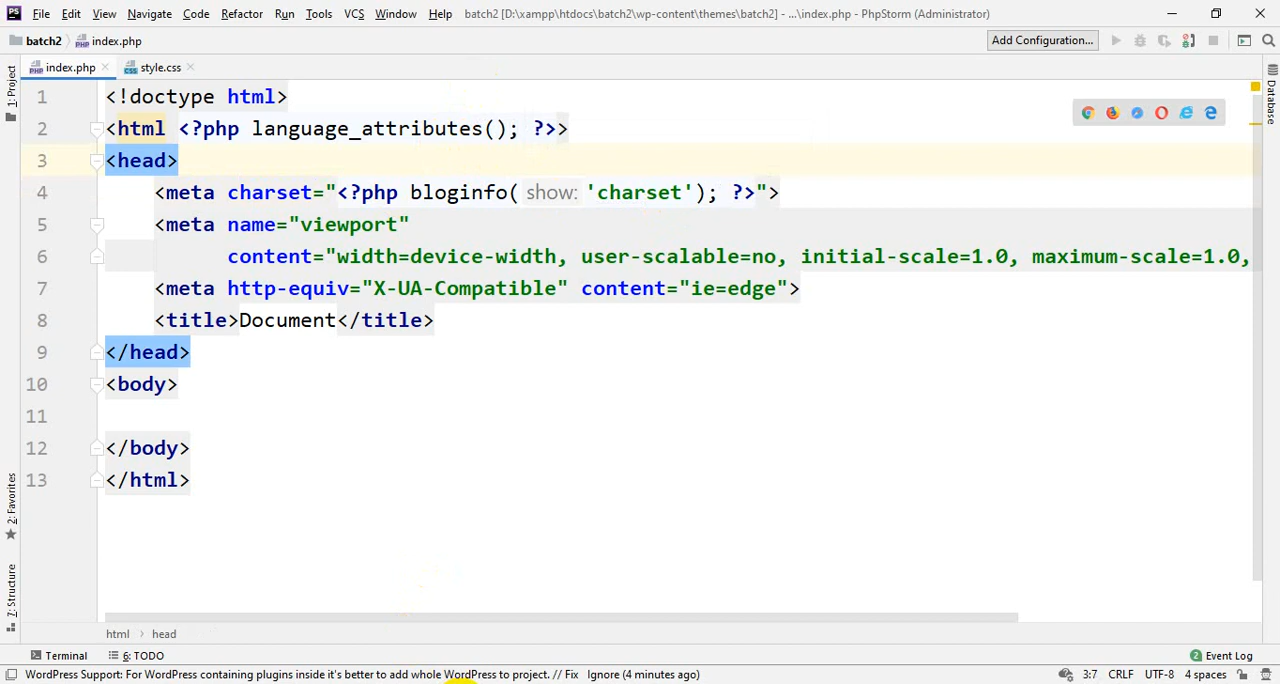 PS File Edit View Navigate Code Refactor Run Tools VCS Window Help batch2 [D:\xampp\htdocs\batch2\wp-content\themes\batch2] - ...\index.php - PhpStorm (Administrator)
batch2 index.php Add Configuration...
index.php style.css
1: Project
Database
1 <!doctype html>
2 <html <?php language_attributes(); ?>>
3 <head>
4 <meta charset="<?php bloginfo( show: 'charset'); ?>">
5 <meta name="viewport"
6 content="width=device-width, user-scalable=no, initial-scale=1.0, maximum-scale=1.0,
7 <meta http-equiv="X-UA-Compatible" content="ie=edge">
8 <title>Document</title>
9 </head>
10 <body>
11
12 </body>
13 </html>
2: Favorites
Z: Structure
html head
Terminal 6: TODO 2 Event Log
WordPress Support: For WordPress containing plugins inside it's better to add whole WordPress to project. // Fix Ignore (4 minutes ago) 3:7 CRLF UTF-8 4 spaces